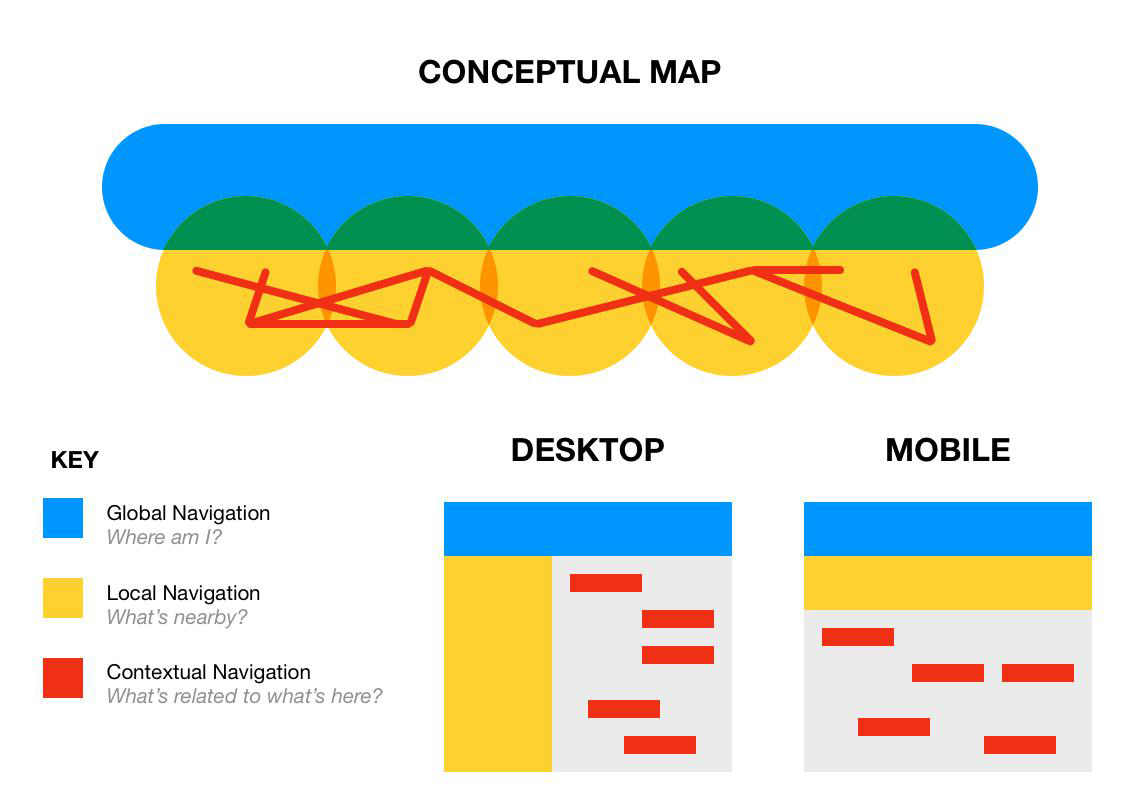 CONCEPTUAL MAP
KEY
Global Navigation
Where am I?
Local Navigation
What's nearby?
Contextual Navigation
What's related to what's here?
DESKTOP
MOBILE